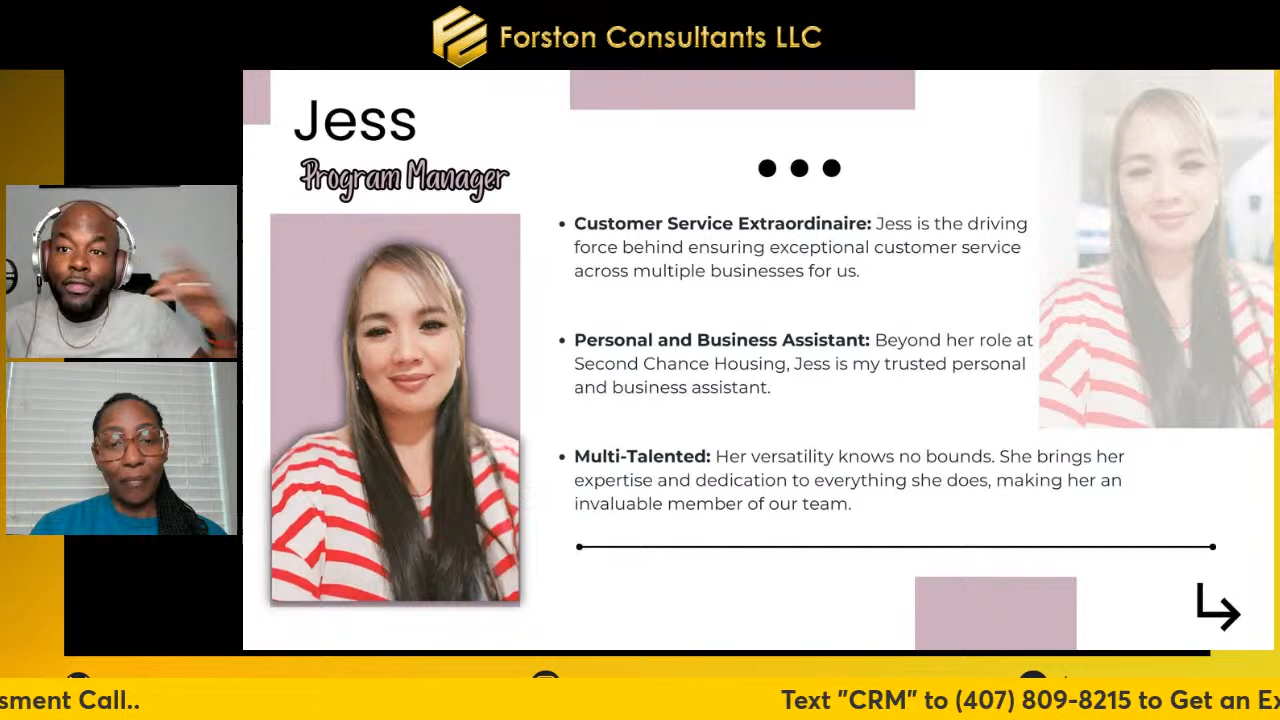 Forston Consultants LLC
Jess
Program Manager
• Customer Service Extraordinaire: Jess is the driving
force behind ensuring exceptional customer service
across multiple businesses for us.
• Personal and Business Assistant: Beyond her role at
Second Chance Housing, Jess is my trusted personal
and business assistant.
• Multi-Talented: Her versatility knows no bounds. She brings her
expertise and dedication to everything she does, making her an
invaluable member of our team.
sment Call.. Text "CRM" to (407) 809-8215 to Get an Ex